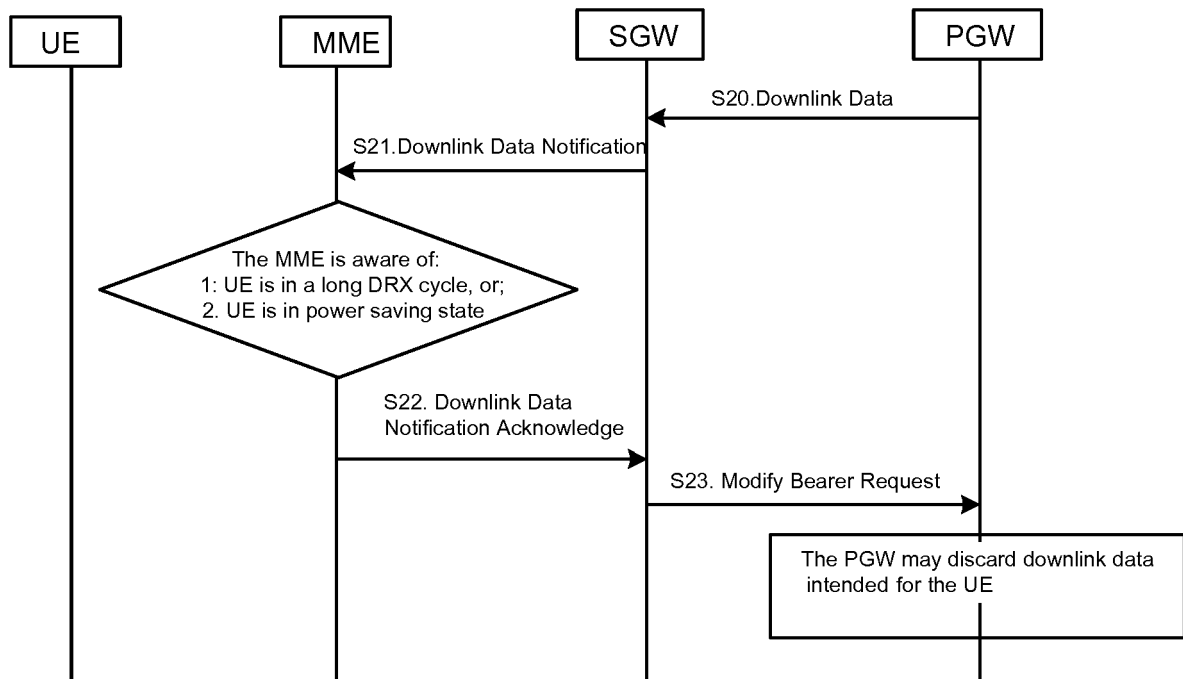 UE
MME
SGW
PGW
S20.Downlink Data
S21.Downlink Data Notification
The MME is aware of:
1: UE is in a long DRX cycle, or;
2. UE is in power saving state
S22. Downlink Data
Notification Acknowledge
S23. Modify Bearer Request
The PGW may discard downlink data
intended for the UE